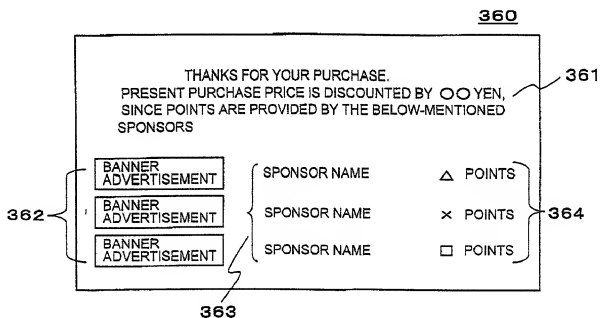 360
THANKS FOR YOUR PURCHASE.
PRESENT PURCHASE PRICE IS DISCOUNTED BY ○○ YEN,
SINCE POINTS ARE PROVIDED BY THE BELOW-MENTIONED
SPONSORS
361
BANNER
ADVERTISEMENT
SPONSOR NAME
△ POINTS
BANNER
ADVERTISEMENT
SPONSOR NAME
× POINTS
BANNER
ADVERTISEMENT
SPONSOR NAME
□ POINTS
362
363
364